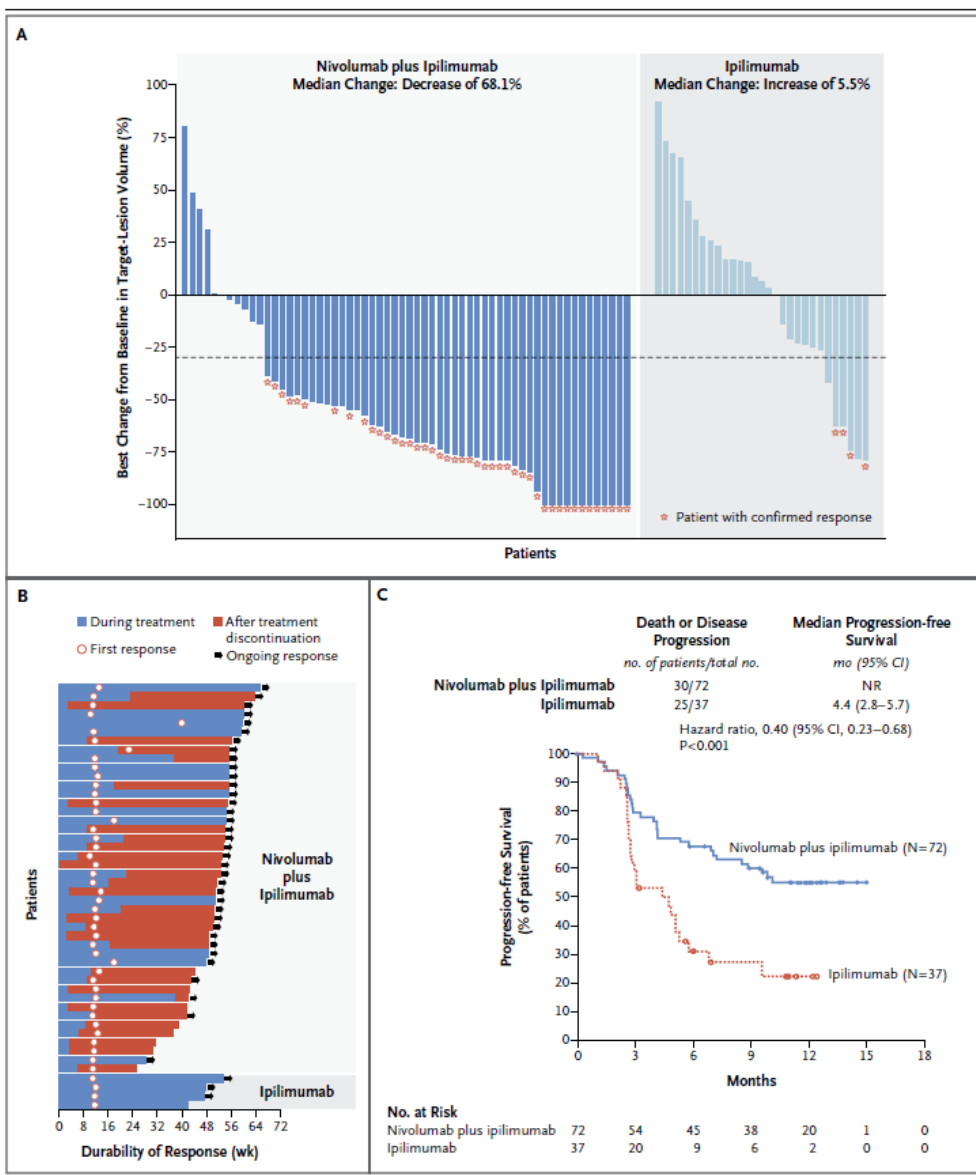 A
Nivolumab plus Ipilimumab
Median Change: Decrease of 68.1%
Ipilimumab
Median Change: Increase of 5.5%
Best Change from Baseline in Target-Lesion Volume (%)
100
75
50
25
0
−25
−50
−75
−100
Patient with confirmed response
Patients
B
During treatment
After treatment discontinuation
First response
Ongoing response
Patients
Nivolumab
plus
Ipilimumab
Ipilimumab
0 8 16 24 32 40 48 56 64 72
Durability of Response (wk)
C
Death or Disease
Progression
Median Progression-free
Survival
no. of patients/total no.
mo (95% CI)
Nivolumab plus Ipilimumab 30/72 NR
Ipilimumab 25/37 4.4 (2.8–5.7)
Hazard ratio, 0.40 (95% CI, 0.23–0.68)
P<0.001
Progression-free Survival
(% of patients)
100
90
80
70
60
50
40
30
20
10
0
Nivolumab plus ipilimumab (N=72)
Ipilimumab (N=37)
0 3 6 9 12 15 18
Months
No. at Risk
Nivolumab plus ipilimumab 72 54 45 38 20 1 0
Ipilimumab 37 20 9 6 2 0 0